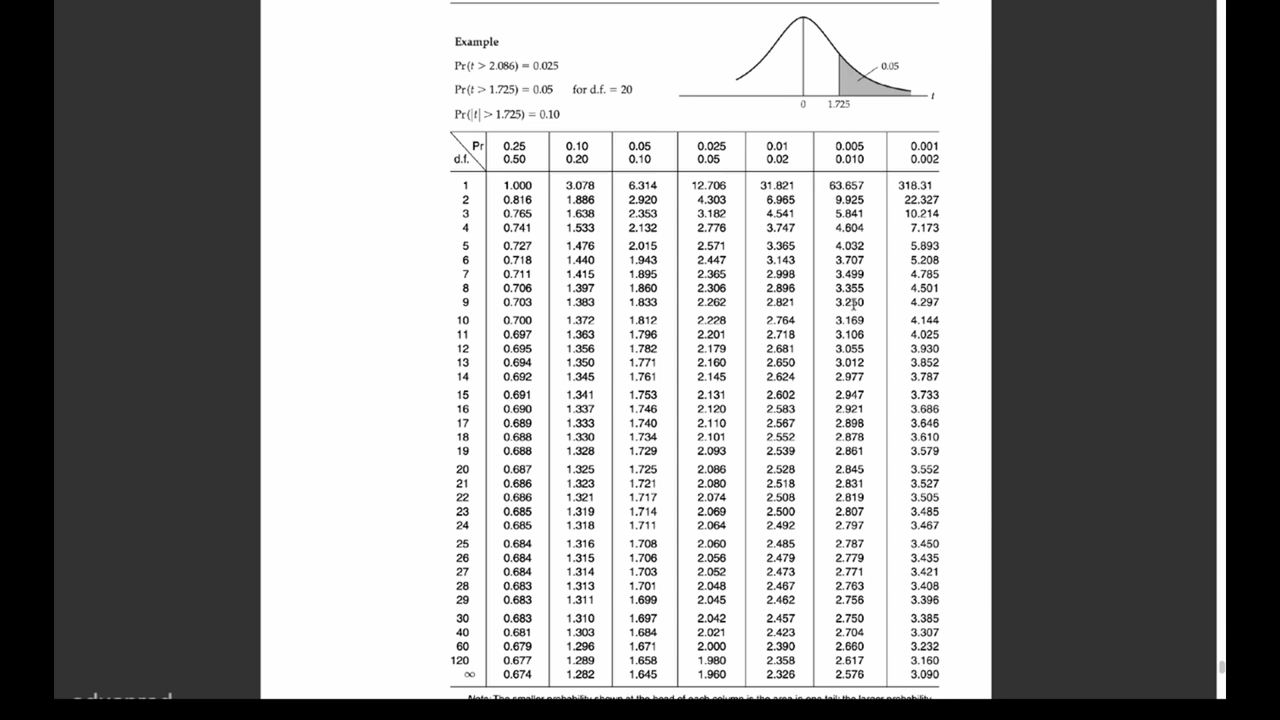 Example
Pr(t > 2.086) = 0.025
Pr(t > 1.725) = 0.05 for d.f. = 20
Pr(|t| > 1.725) = 0.10
0.05
0 1.725 t
Pr 0.25 0.10 0.05 0.025 0.01 0.005 0.001
d.f. 0.50 0.20 0.10 0.05 0.02 0.010 0.002
1 1.000 3.078 6.314 12.706 31.821 63.657 318.31
2 0.816 1.886 2.920 4.303 6.965 9.925 22.327
3 0.765 1.638 2.353 3.182 4.541 5.841 10.214
4 0.741 1.533 2.132 2.776 3.747 4.604 7.173
5 0.727 1.476 2.015 2.571 3.365 4.032 5.893
6 0.718 1.440 1.943 2.447 3.143 3.707 5.208
7 0.711 1.415 1.895 2.365 2.998 3.499 4.785
8 0.706 1.397 1.860 2.306 2.896 3.355 4.501
9 0.703 1.383 1.833 2.262 2.821 3.250 4.297
10 0.700 1.372 1.812 2.228 2.764 3.169 4.144
11 0.697 1.363 1.796 2.201 2.718 3.106 4.025
12 0.695 1.356 1.782 2.179 2.681 3.055 3.930
13 0.694 1.350 1.771 2.160 2.650 3.012 3.852
14 0.692 1.345 1.761 2.145 2.624 2.977 3.787
15 0.691 1.341 1.753 2.131 2.602 2.947 3.733
16 0.690 1.337 1.746 2.120 2.583 2.921 3.686
17 0.689 1.333 1.740 2.110 2.567 2.898 3.646
18 0.688 1.330 1.734 2.101 2.552 2.878 3.610
19 0.688 1.328 1.729 2.093 2.539 2.861 3.579
20 0.687 1.325 1.725 2.086 2.528 2.845 3.552
21 0.686 1.323 1.721 2.080 2.518 2.831 3.527
22 0.686 1.321 1.717 2.074 2.508 2.819 3.505
23 0.685 1.319 1.714 2.069 2.500 2.807 3.485
24 0.685 1.318 1.711 2.064 2.492 2.797 3.467
25 0.684 1.316 1.708 2.060 2.485 2.787 3.450
26 0.684 1.315 1.706 2.056 2.479 2.779 3.435
27 0.684 1.314 1.703 2.052 2.473 2.771 3.421
28 0.683 1.313 1.701 2.048 2.467 2.763 3.408
29 0.683 1.311 1.699 2.045 2.462 2.756 3.396
30 0.683 1.310 1.697 2.042 2.457 2.750 3.385
40 0.681 1.303 1.684 2.021 2.423 2.704 3.307
60 0.679 1.296 1.671 2.000 2.390 2.660 3.232
120 0.677 1.289 1.658 1.980 2.358 2.617 3.160
∞ 0.674 1.282 1.645 1.960 2.326 2.576 3.090
Note: The smaller probability shown at the head of each column is the area in one tail; the larger probability